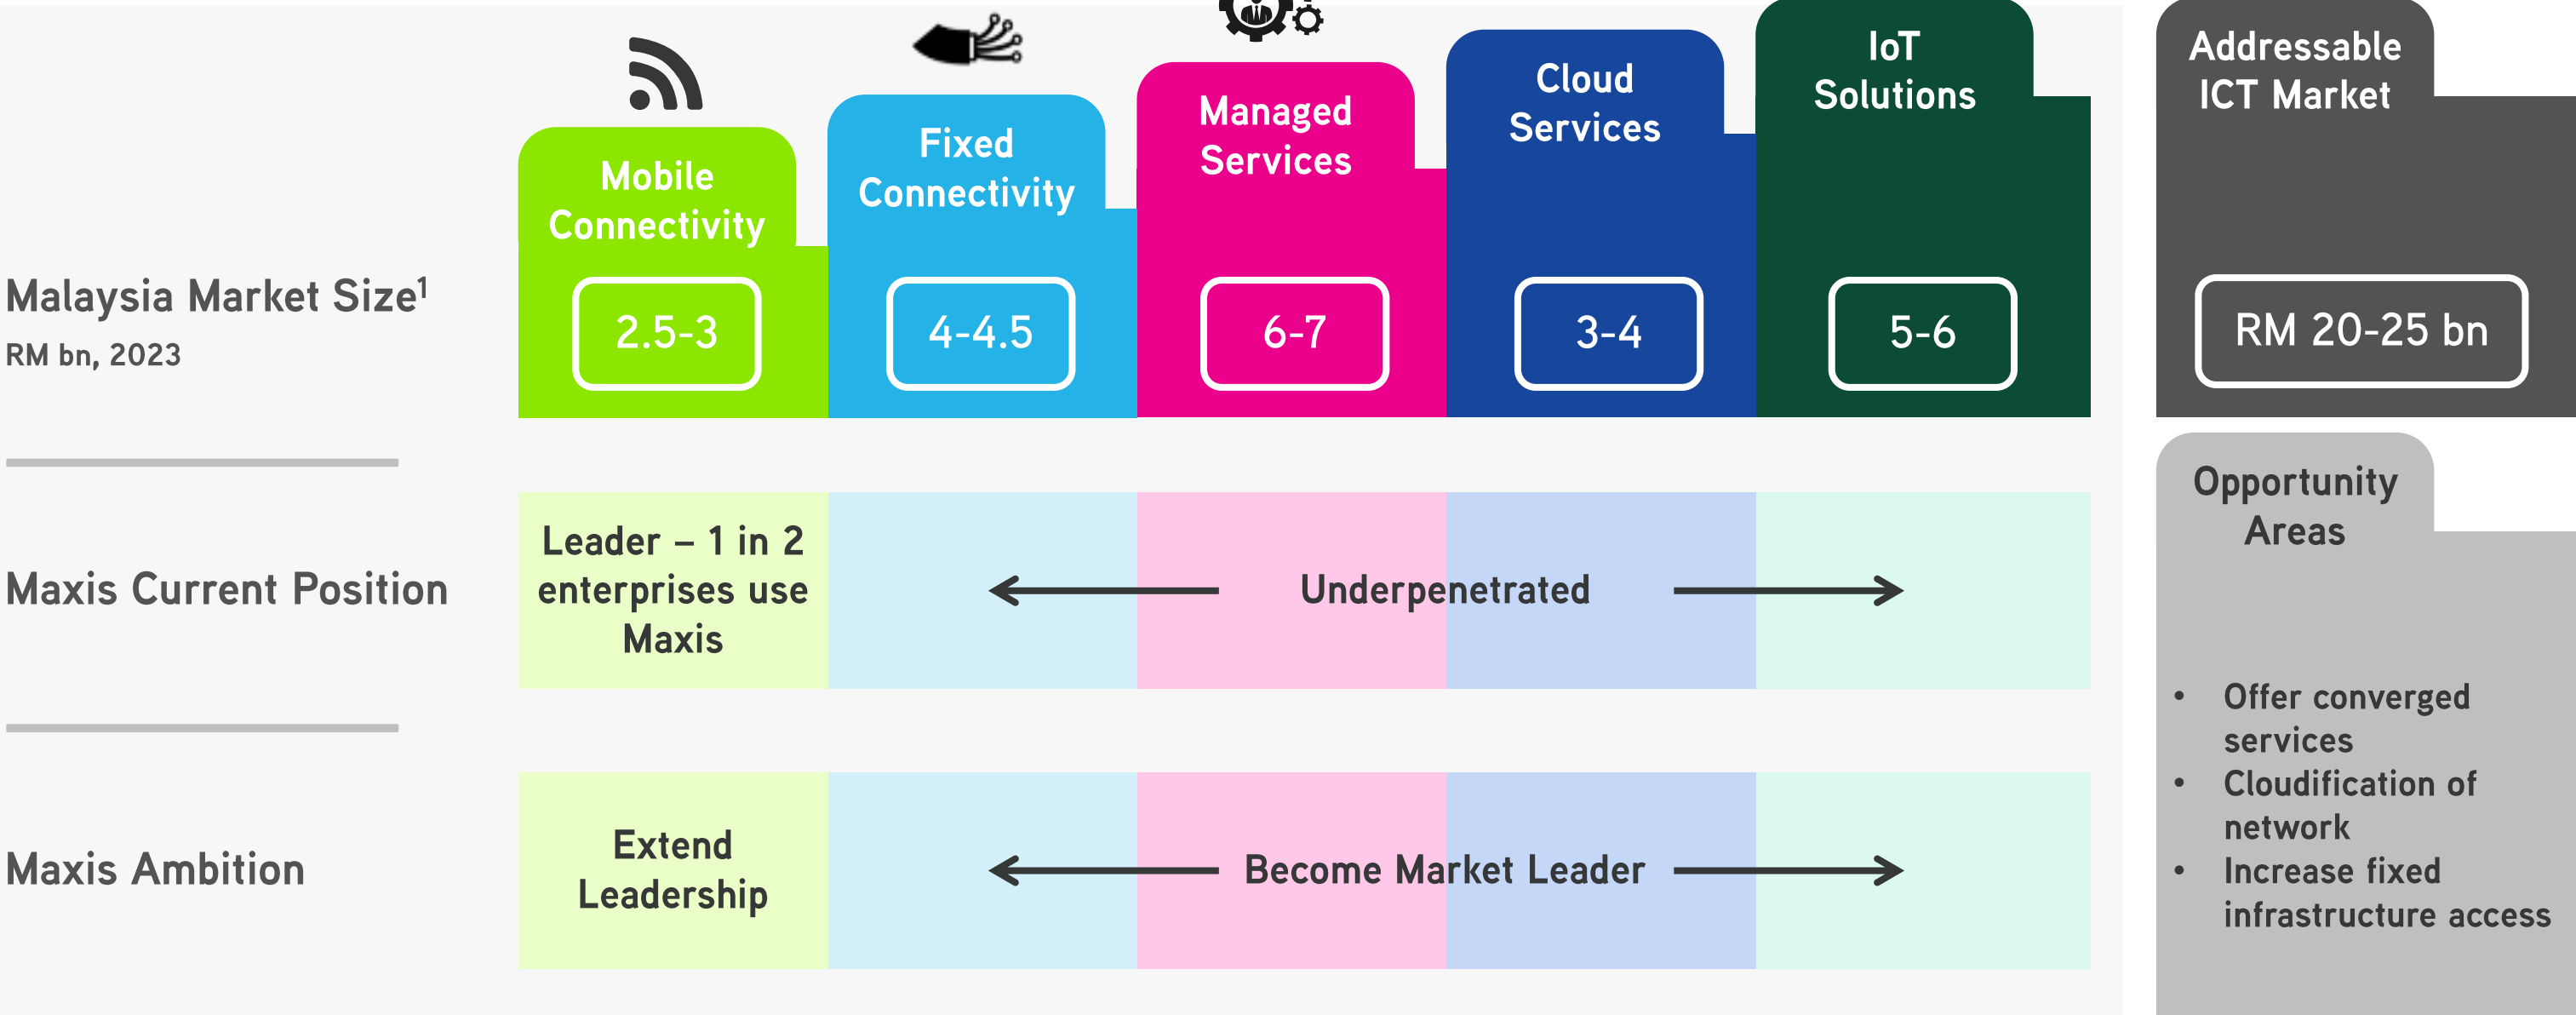 Mobile
Connectivity
Fixed
Connectivity
Managed
Services
Cloud
Services
IoT
Solutions
Addressable
ICT Market
Malaysia Market Size¹
RM bn, 2023
2.5-3
4-4.5
6-7
3-4
5-6
RM 20-25 bn
Maxis Current Position
Leader – 1 in 2
enterprises use
Maxis
Underpenetrated
Maxis Ambition
Extend
Leadership
Become Market Leader
Opportunity
Areas
• Offer converged
services
• Cloudification of
network
• Increase fixed
infrastructure access